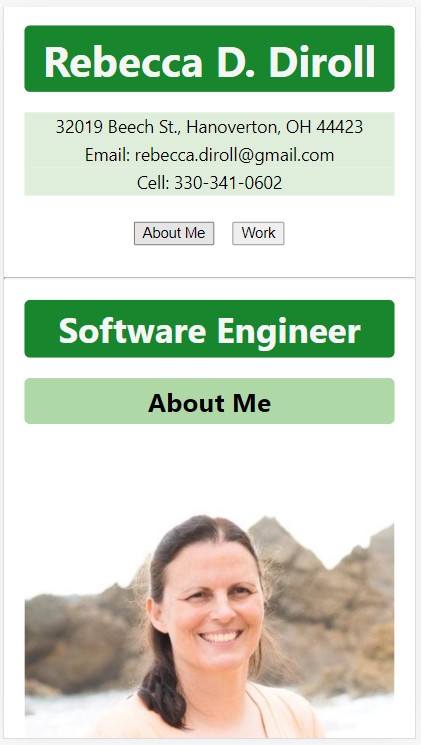 Rebecca D. Diroll
32019 Beech St., Hanoverton, OH 44423
Email: rebecca.diroll@gmail.com
Cell: 330-341-0602
About Me Work
Software Engineer
About Me